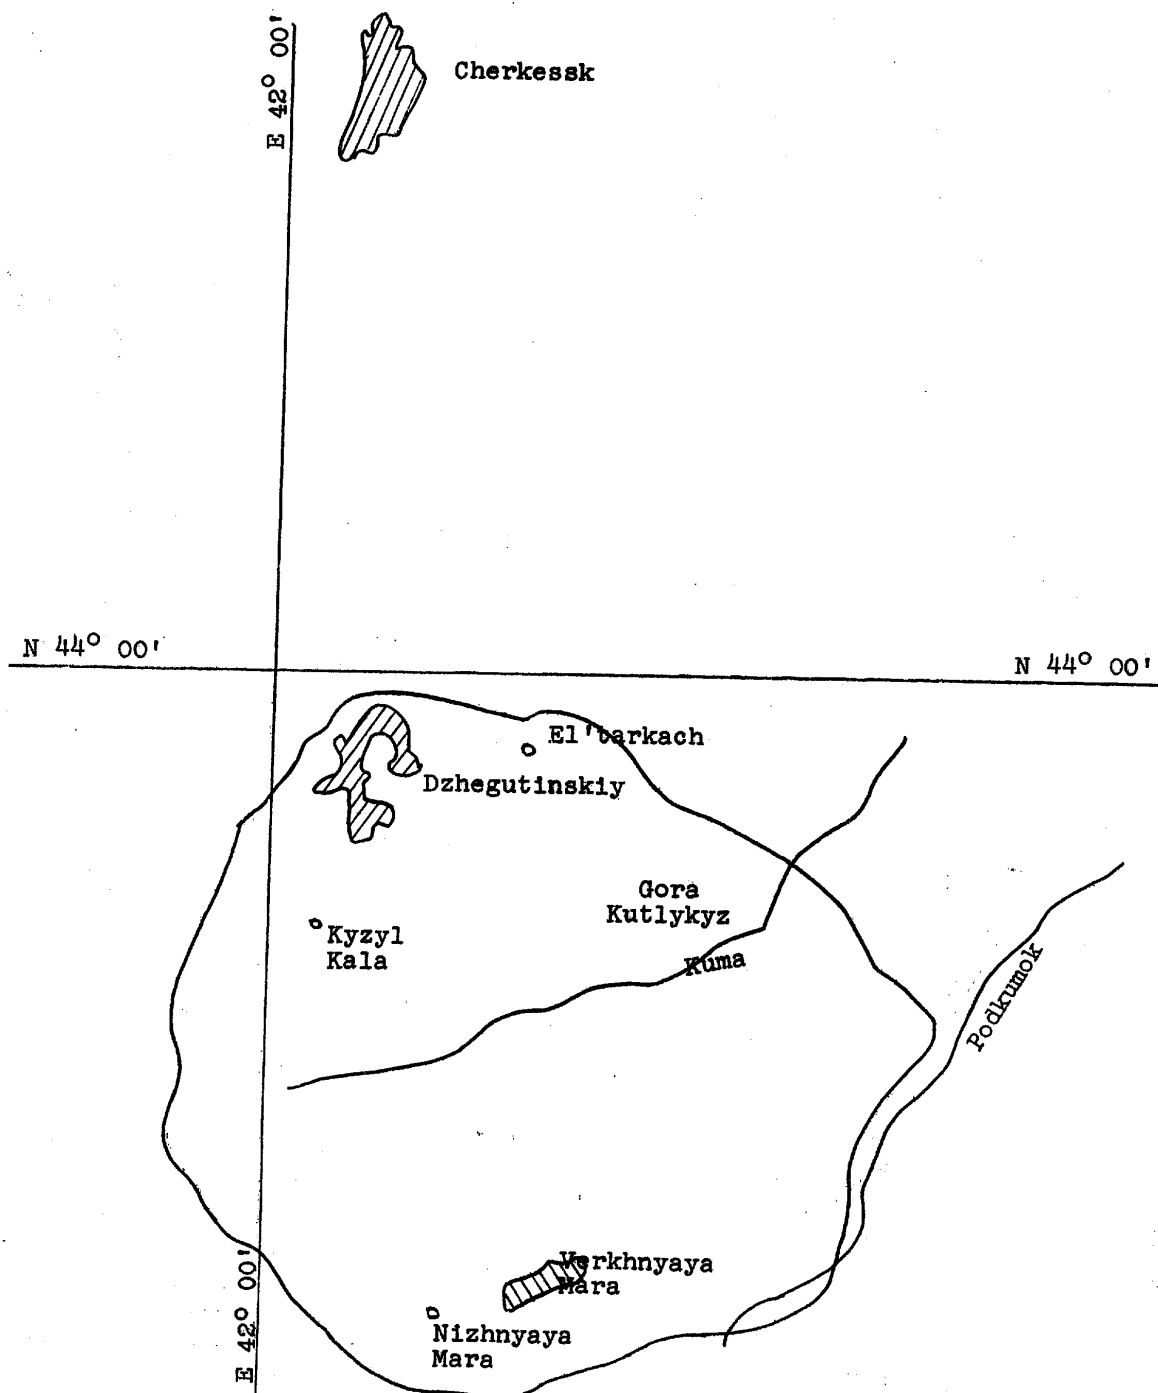 E 42° 00'
Cherkessk
N 44° 00'
N 44° 00'
El'tarkach
Dzhegutinskiy
Gora
Kutlykyz
Kyzyl
Kala
Kuma
Podkumok
Verkhnyaya
Mara
E 42° 00'
Nizhnyaya
Mara